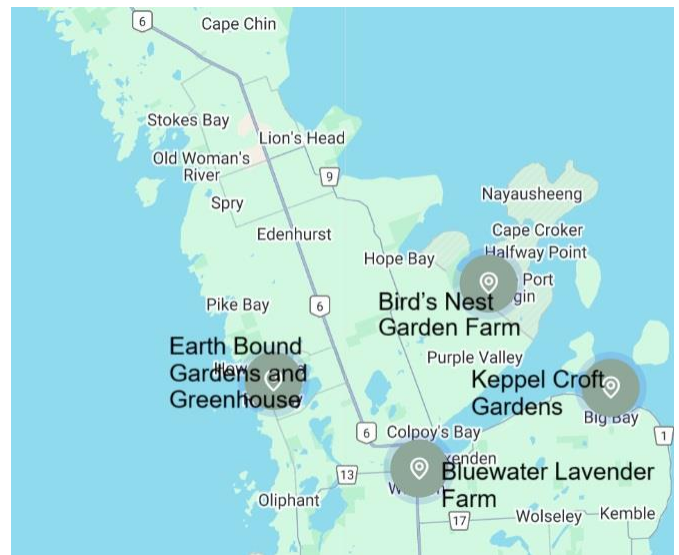 6
Cape Chin
Stokes Bay
Lion's Head
Old Woman's
River
9
Nayausheeng
Spry
Cape Croker
Edenhurst
Halfway Point
Hope Bay
Port
Bird's Nest
Garden Farm
Pike Bay
6
Earth Bound
Gardens and
Greenhouse
Purple Valley
Keppel Croft
Gardens
Big Bay
6
Colpoy's Bay
1
13
Bluewater Lavender
Farm
Oliphant
17
Wolseley
Kemble